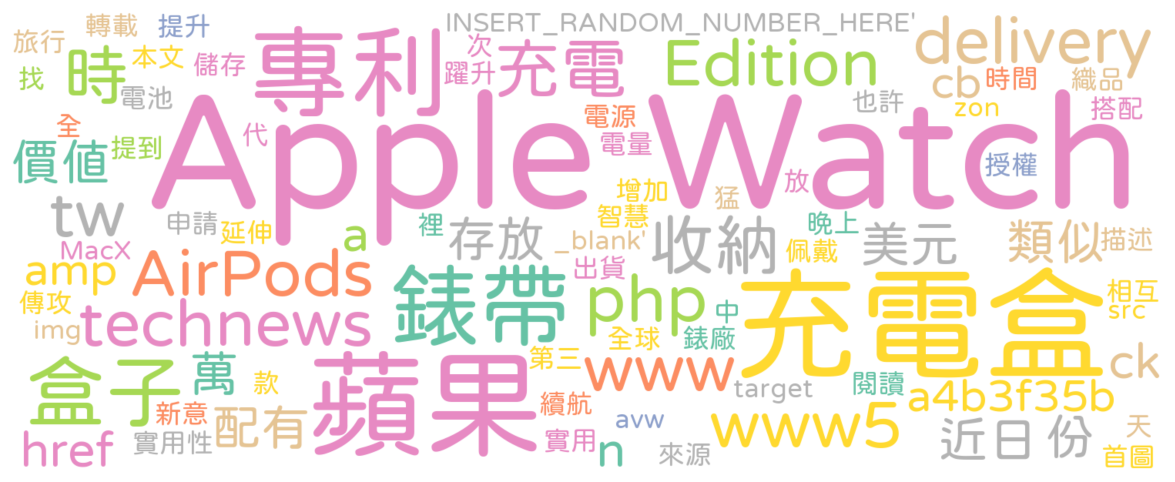 轉載 提升 INSERT_RANDOM_NUMBER_HERE' delivery
旅行 本文 專利 次 充電 Edition
找 時 儲存 躍升 cb 時間 織品
電池 也許 zon 搭配
全 代 電源
價值 提到 Apple Watch 電量 授權
增加 放
tw 申請 延伸 裡 智慧 猛 晚上
MacX a 存放 _blank' 收納 佩戴 美元 類似 描述
amp AirPods 出貨
傳攻 錶帶 php 中 充電盒 相互
img technews 全球 錶廠 src
盒子 萬 蘋果 第三 www ck
款 target 閱讀 a4b3f35b
新意 配有 續航 avw www5
href 實用性 實用 n 來源 近日 份 天
首圖